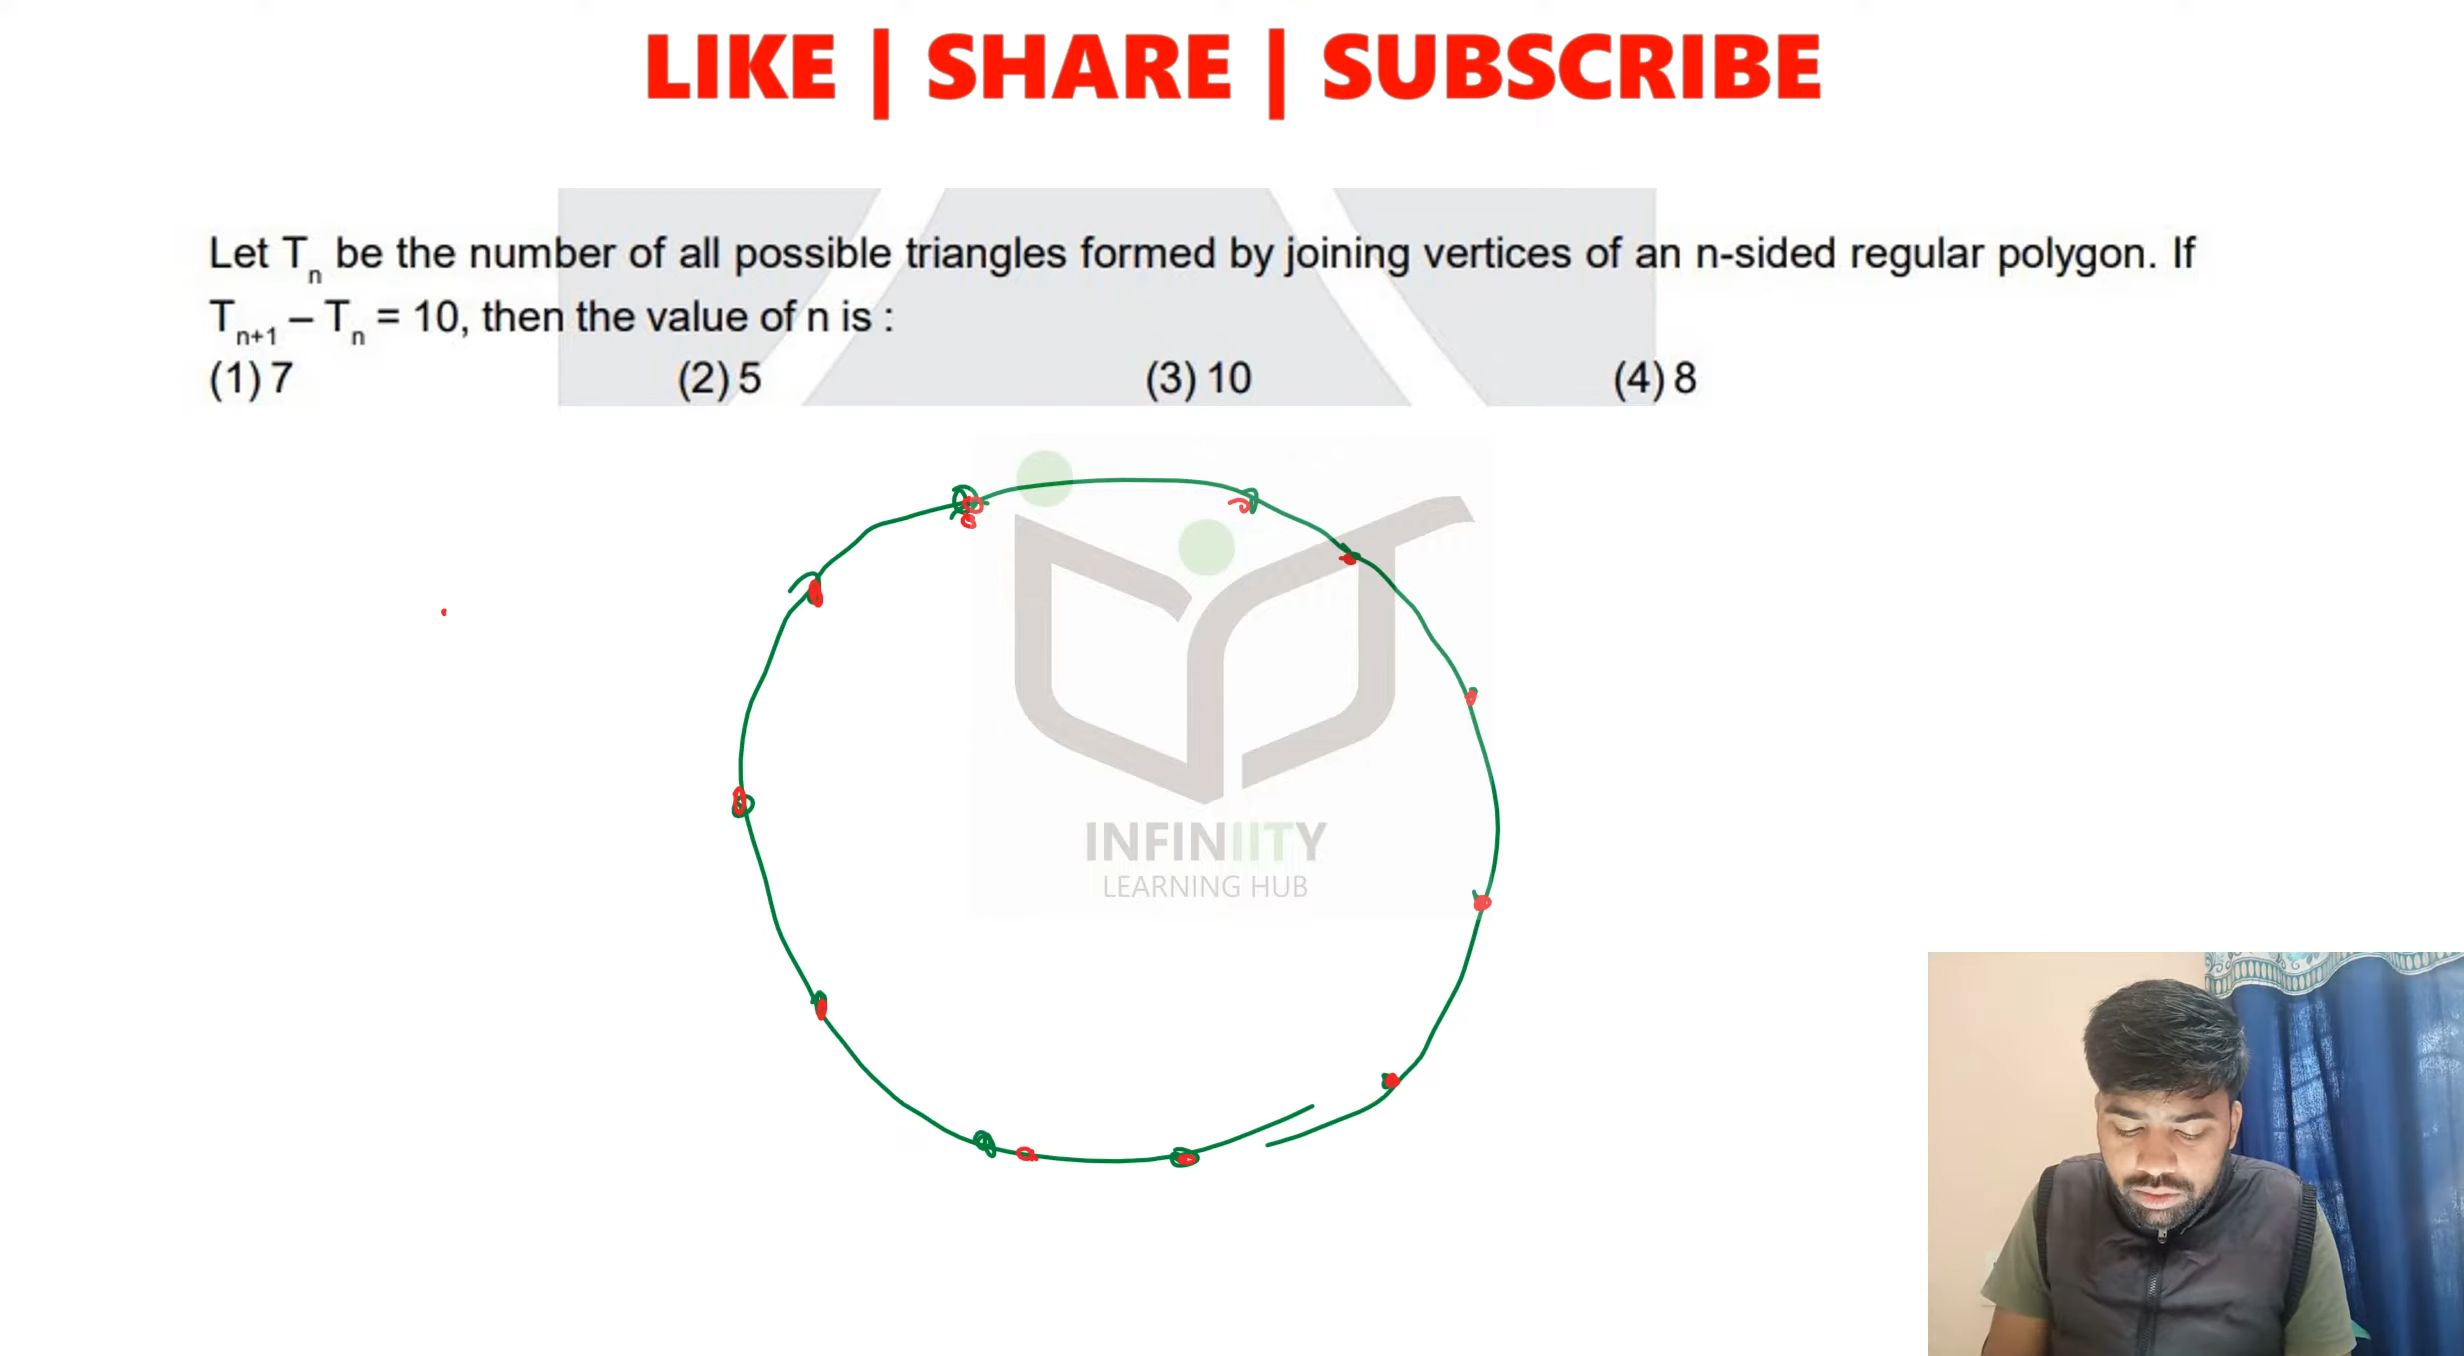 LIKE | SHARE | SUBSCRIBE
Let Tn be the number of all possible triangles formed by joining vertices of an n-sided regular polygon. If
Tn+1 – Tn = 10, then the value of n is :
(1) 7 (2) 5 (3) 10 (4) 8
INFINIITY
LEARNING HUB